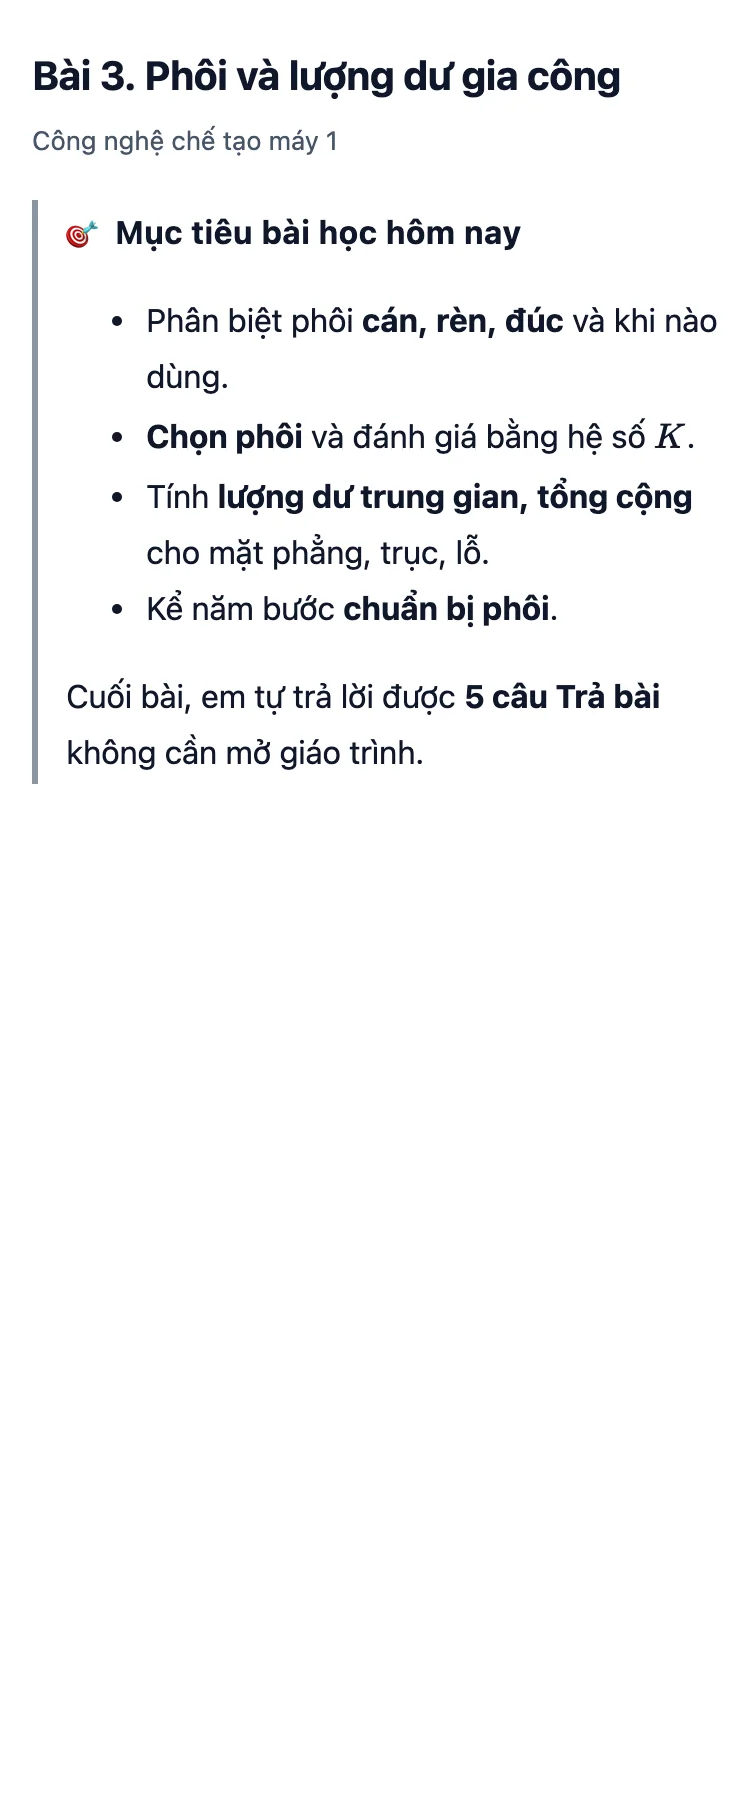 Bài 3. Phôi và lượng dư gia công
Công nghệ chế tạo máy 1
🎯 Mục tiêu bài học hôm nay
• Phân biệt phôi cán, rèn, đúc và khi nào
dùng.
• Chọn phôi và đánh giá bằng hệ số K.
• Tính lượng dư trung gian, tổng cộng
cho mặt phẳng, trục, lỗ.
• Kể năm bước chuẩn bị phôi.
Cuối bài, em tự trả lời được 5 câu Trả bài
không cần mở giáo trình.